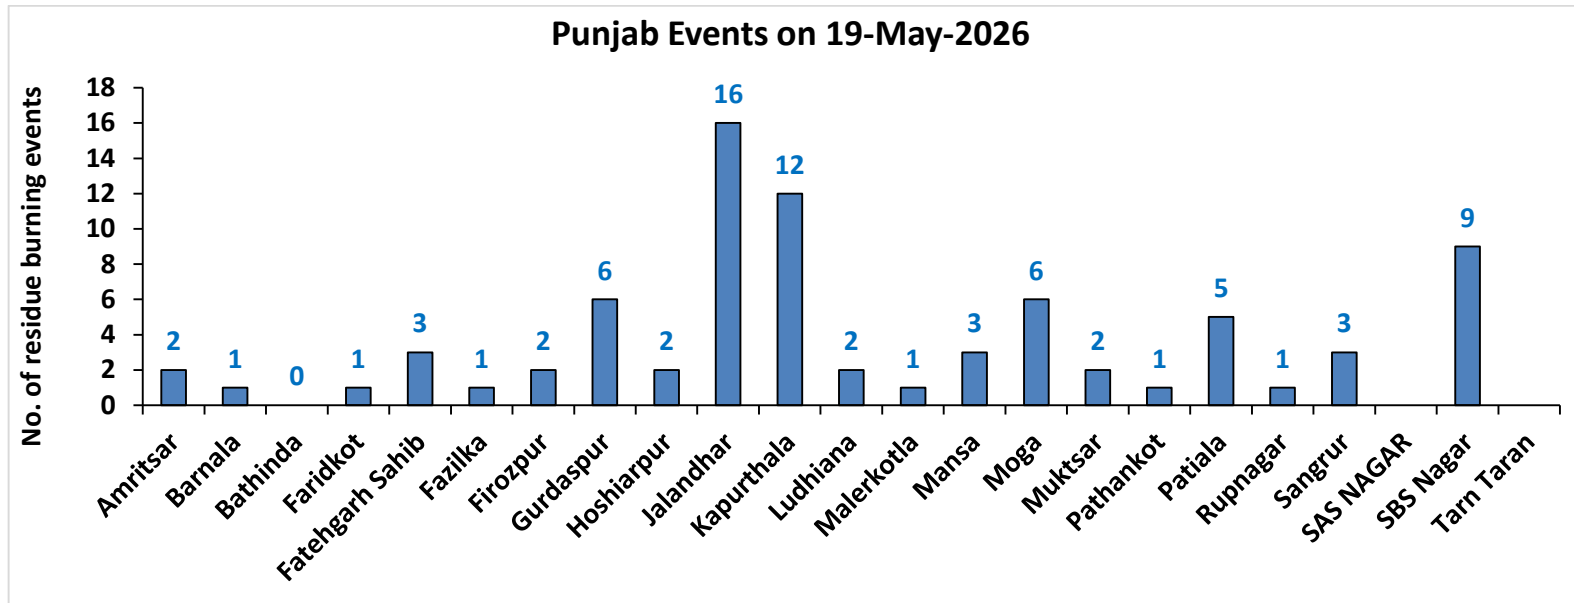 Punjab Events on 19-May-2026
No. of residue burning events
18
16
14
12
10
8
6
4
2
0
2
1
0
1
3
1
2
6
2
16
12
2
1
3
6
2
1
5
1
3
9
Amritsar
Barnala
Bathinda
Faridkot
Fatehgarh Sahib
Fazilka
Firozpur
Gurdaspur
Hoshiarpur
Jalandhar
Kapurthala
Ludhiana
Malerkotla
Mansa
Moga
Muktsar
Pathankot
Patiala
Rupnagar
Sangrur
SAS NAGAR
SBS Nagar
Tarn Taran